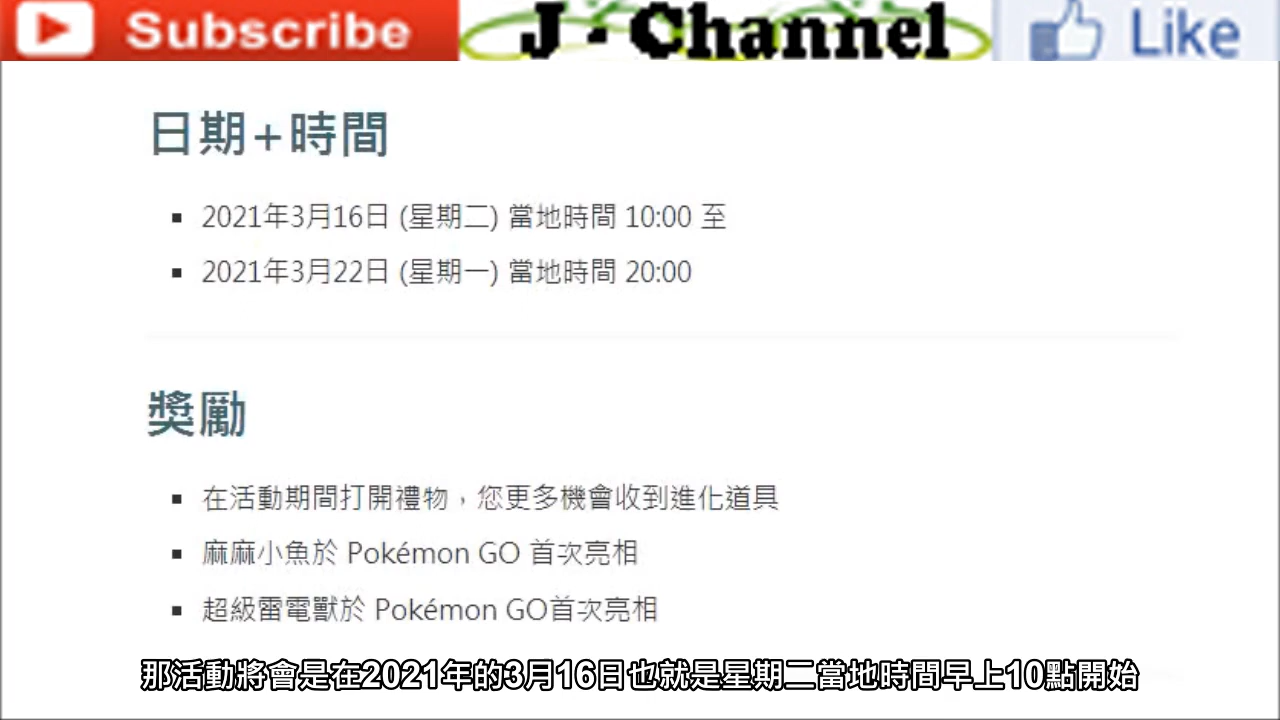 Subscribe
J - Channel
Like
日期+時間
▪ 2021年3月16日 (星期二) 當地時間 10:00 至
▪ 2021年3月22日 (星期一) 當地時間 20:00
獎勵
▪ 在活動期間打開禮物，您更多機會收到進化道具
▪ 麻麻小魚於 Pokémon GO 首次亮相
▪ 超級雷電獸於 Pokémon GO首次亮相
那活動將會是在2021年的3月16日也就是星期二當地時間早上10點開始